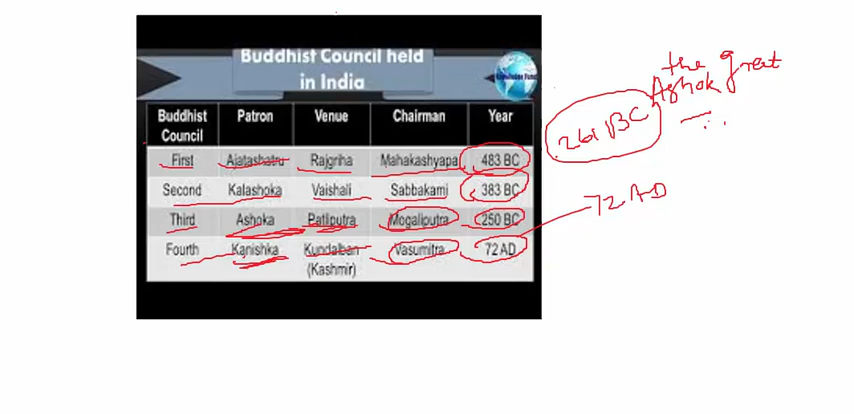 Buddhist Council held
in India
Knowledge Fund
Buddhist Council Patron Venue Chairman Year
First Ajatashatru Rajgriha Mahakashyapa 483 BC
Second Kalashoka Vaishali Sabbakami 383 BC
Third Ashoka Patliputra Mogaliputra 250 BC
Fourth Kanishka Kundalban (Kashmir) Vasumitra 72 AD
261 BC
the great
Ashok
72 AD